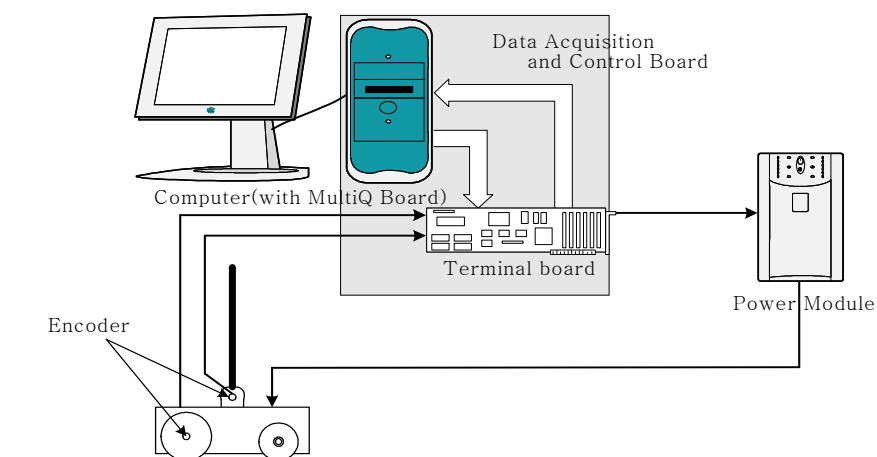 Data Acquisition
and Control Board
Computer(with MultiQ Board)
Terminal board
Power Module
Encoder